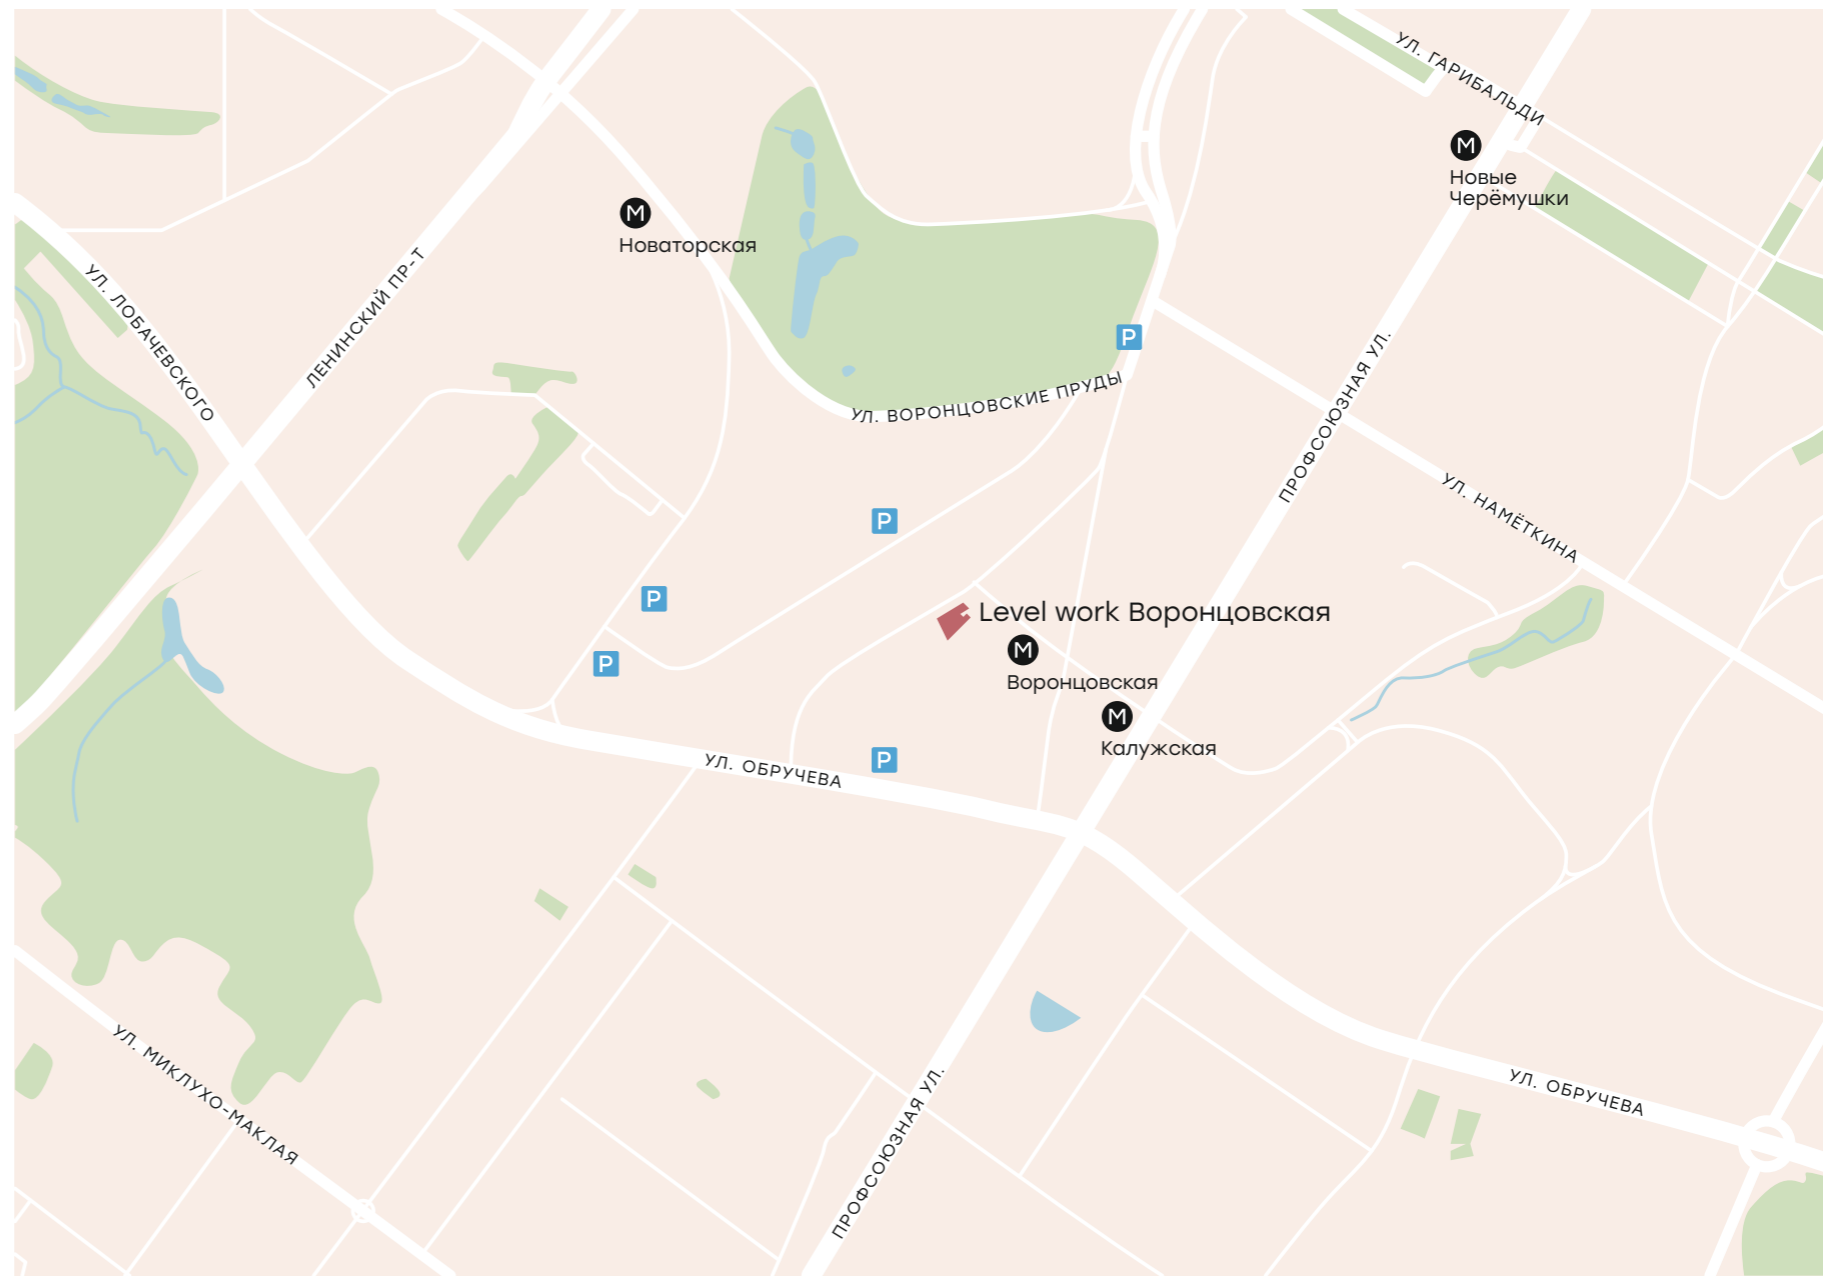 УЛ. ГАРИБАЛЬДИ
М
Новые
Черёмушки
М
Новаторская
УЛ. ЛОБАЧЕВСКОГО
ЛЕНИНСКИЙ ПР-Т
P
УЛ. ВОРОНЦОВСКИЕ ПРУДЫ
ПРОФСОЮЗНАЯ УЛ.
УЛ. НАМЁТКИНА
P
P
Level work Воронцовская
М
Воронцовская
P
М
Калужская
P
УЛ. ОБРУЧЕВА
УЛ. МИКЛУХО-МАКЛАЯ
ПРОФСОЮЗНАЯ УЛ.
УЛ. ОБРУЧЕВА